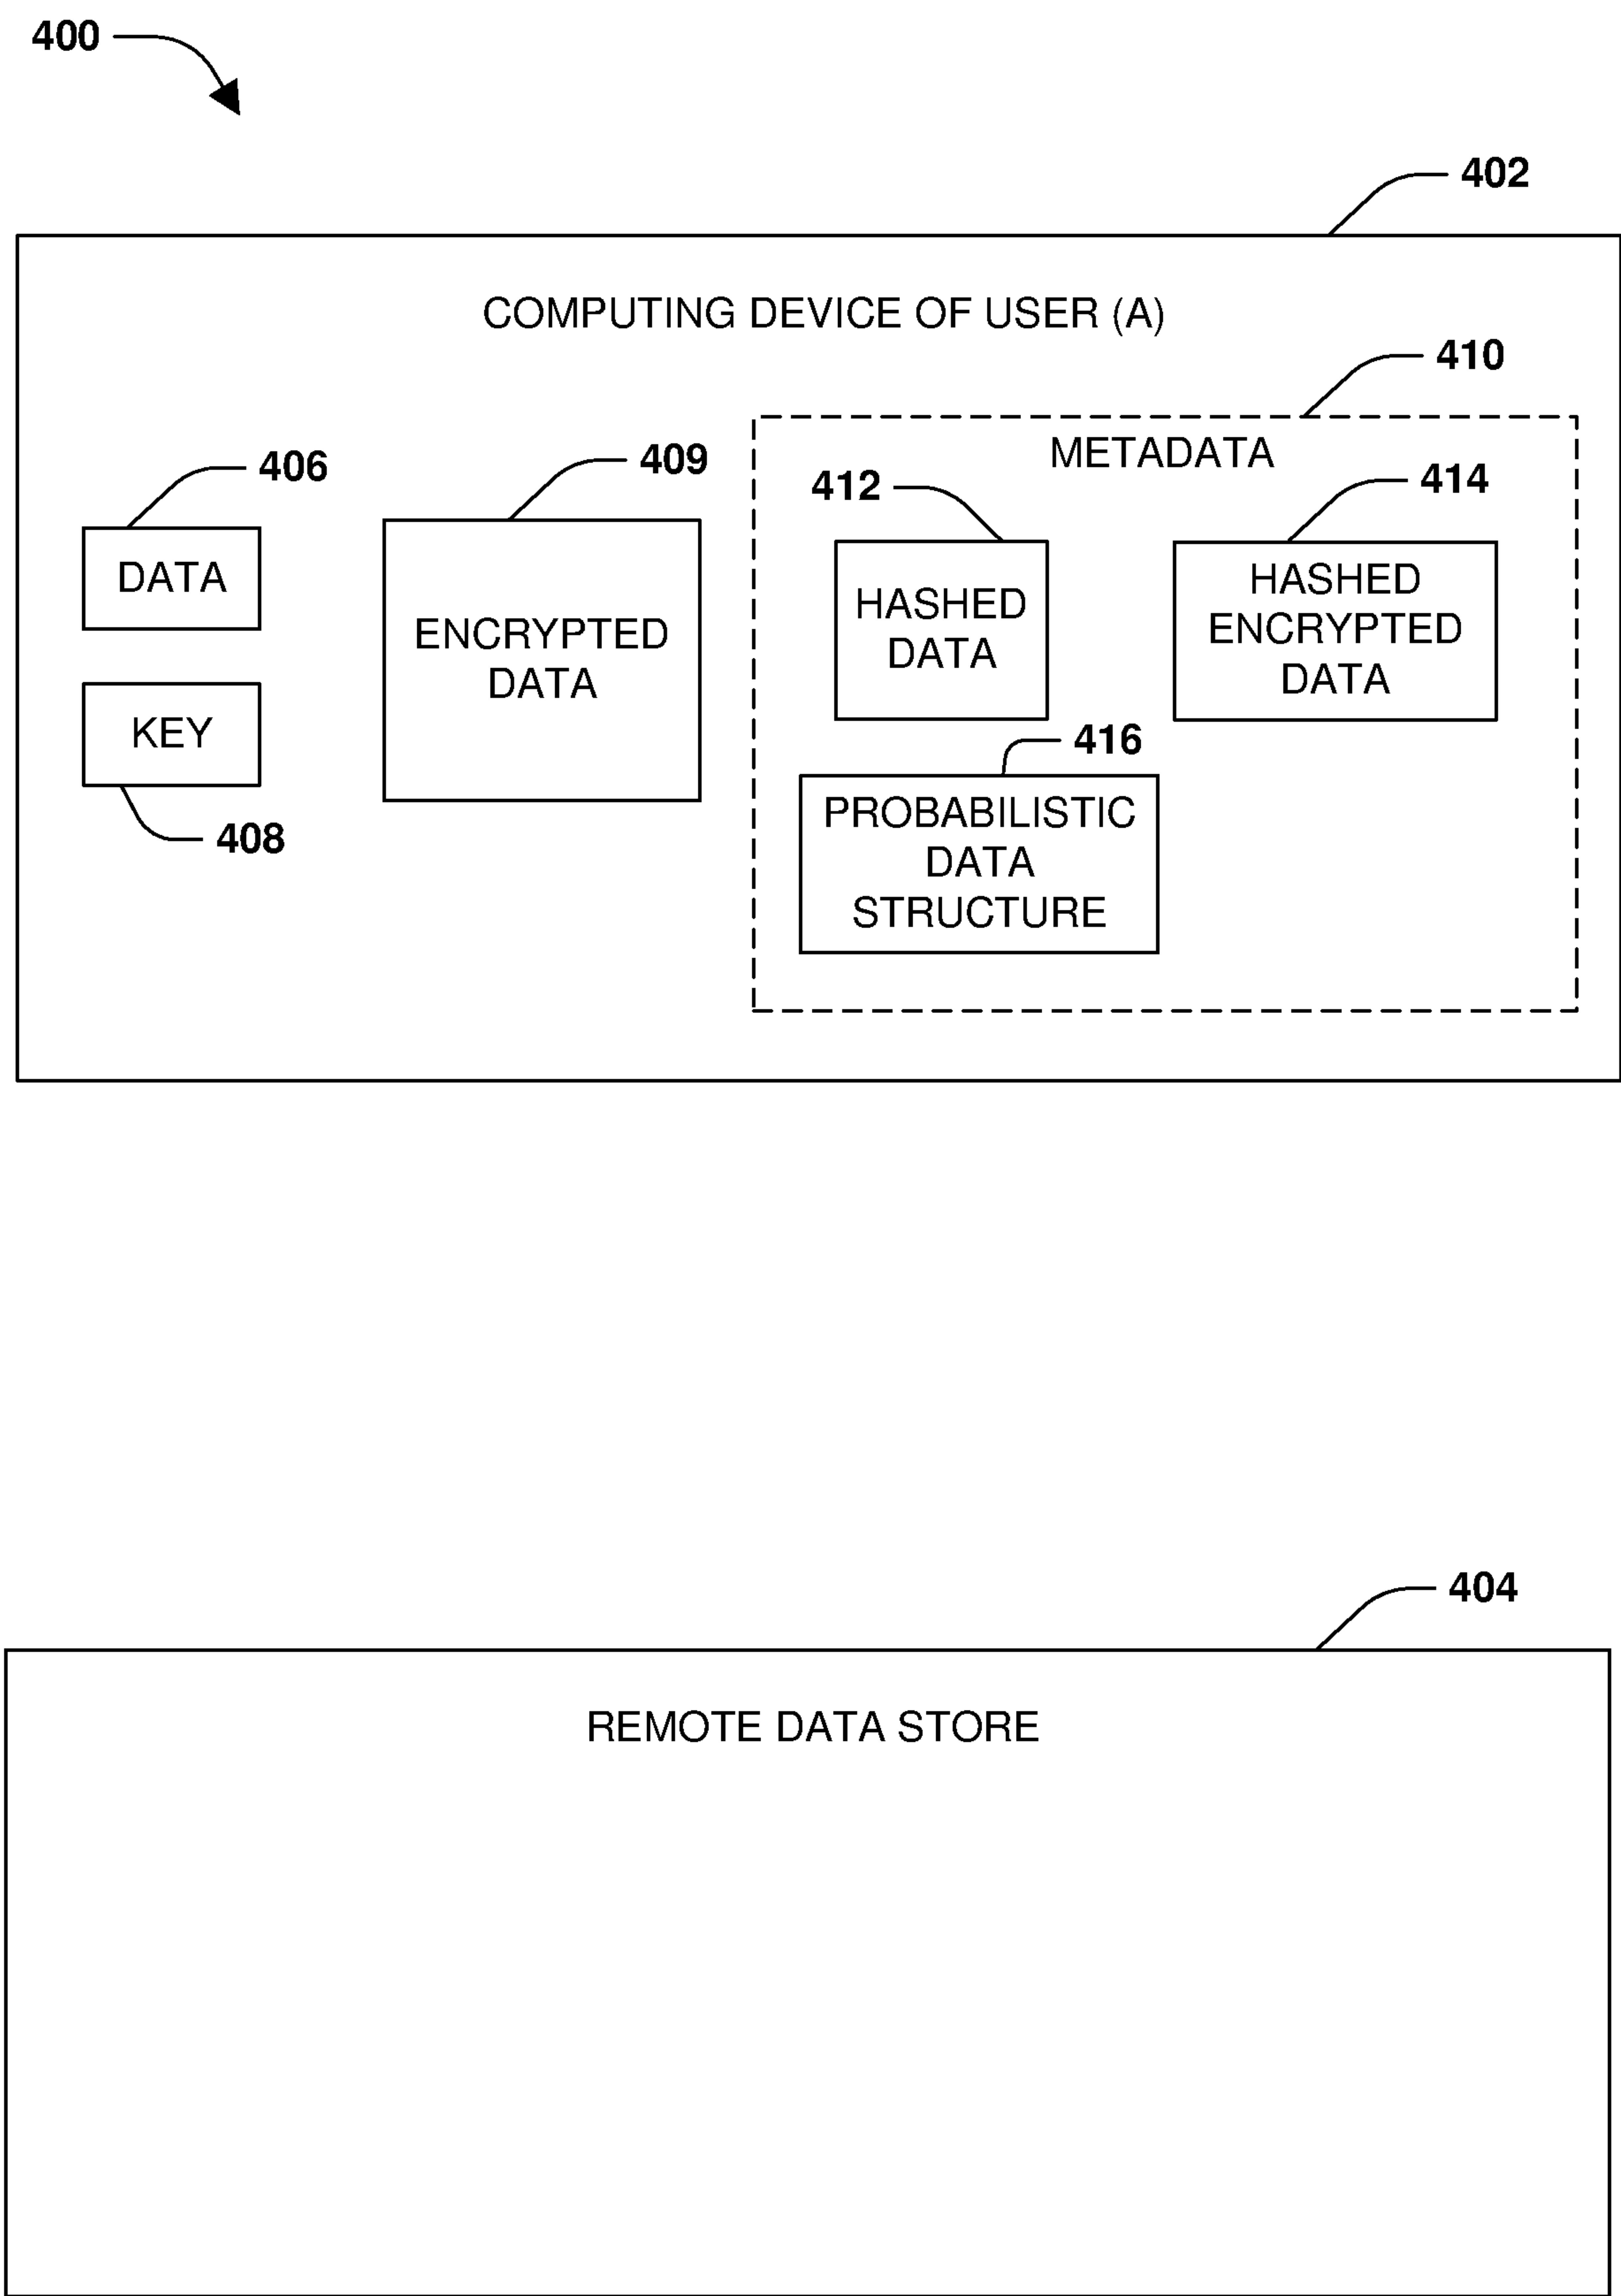 400
402
COMPUTING DEVICE OF USER (A)
410
METADATA
406
409
412
414
DATA
ENCRYPTED
DATA
HASHED
DATA
HASHED
ENCRYPTED
DATA
KEY
408
416
PROBABILISTIC
DATA
STRUCTURE
404
REMOTE DATA STORE